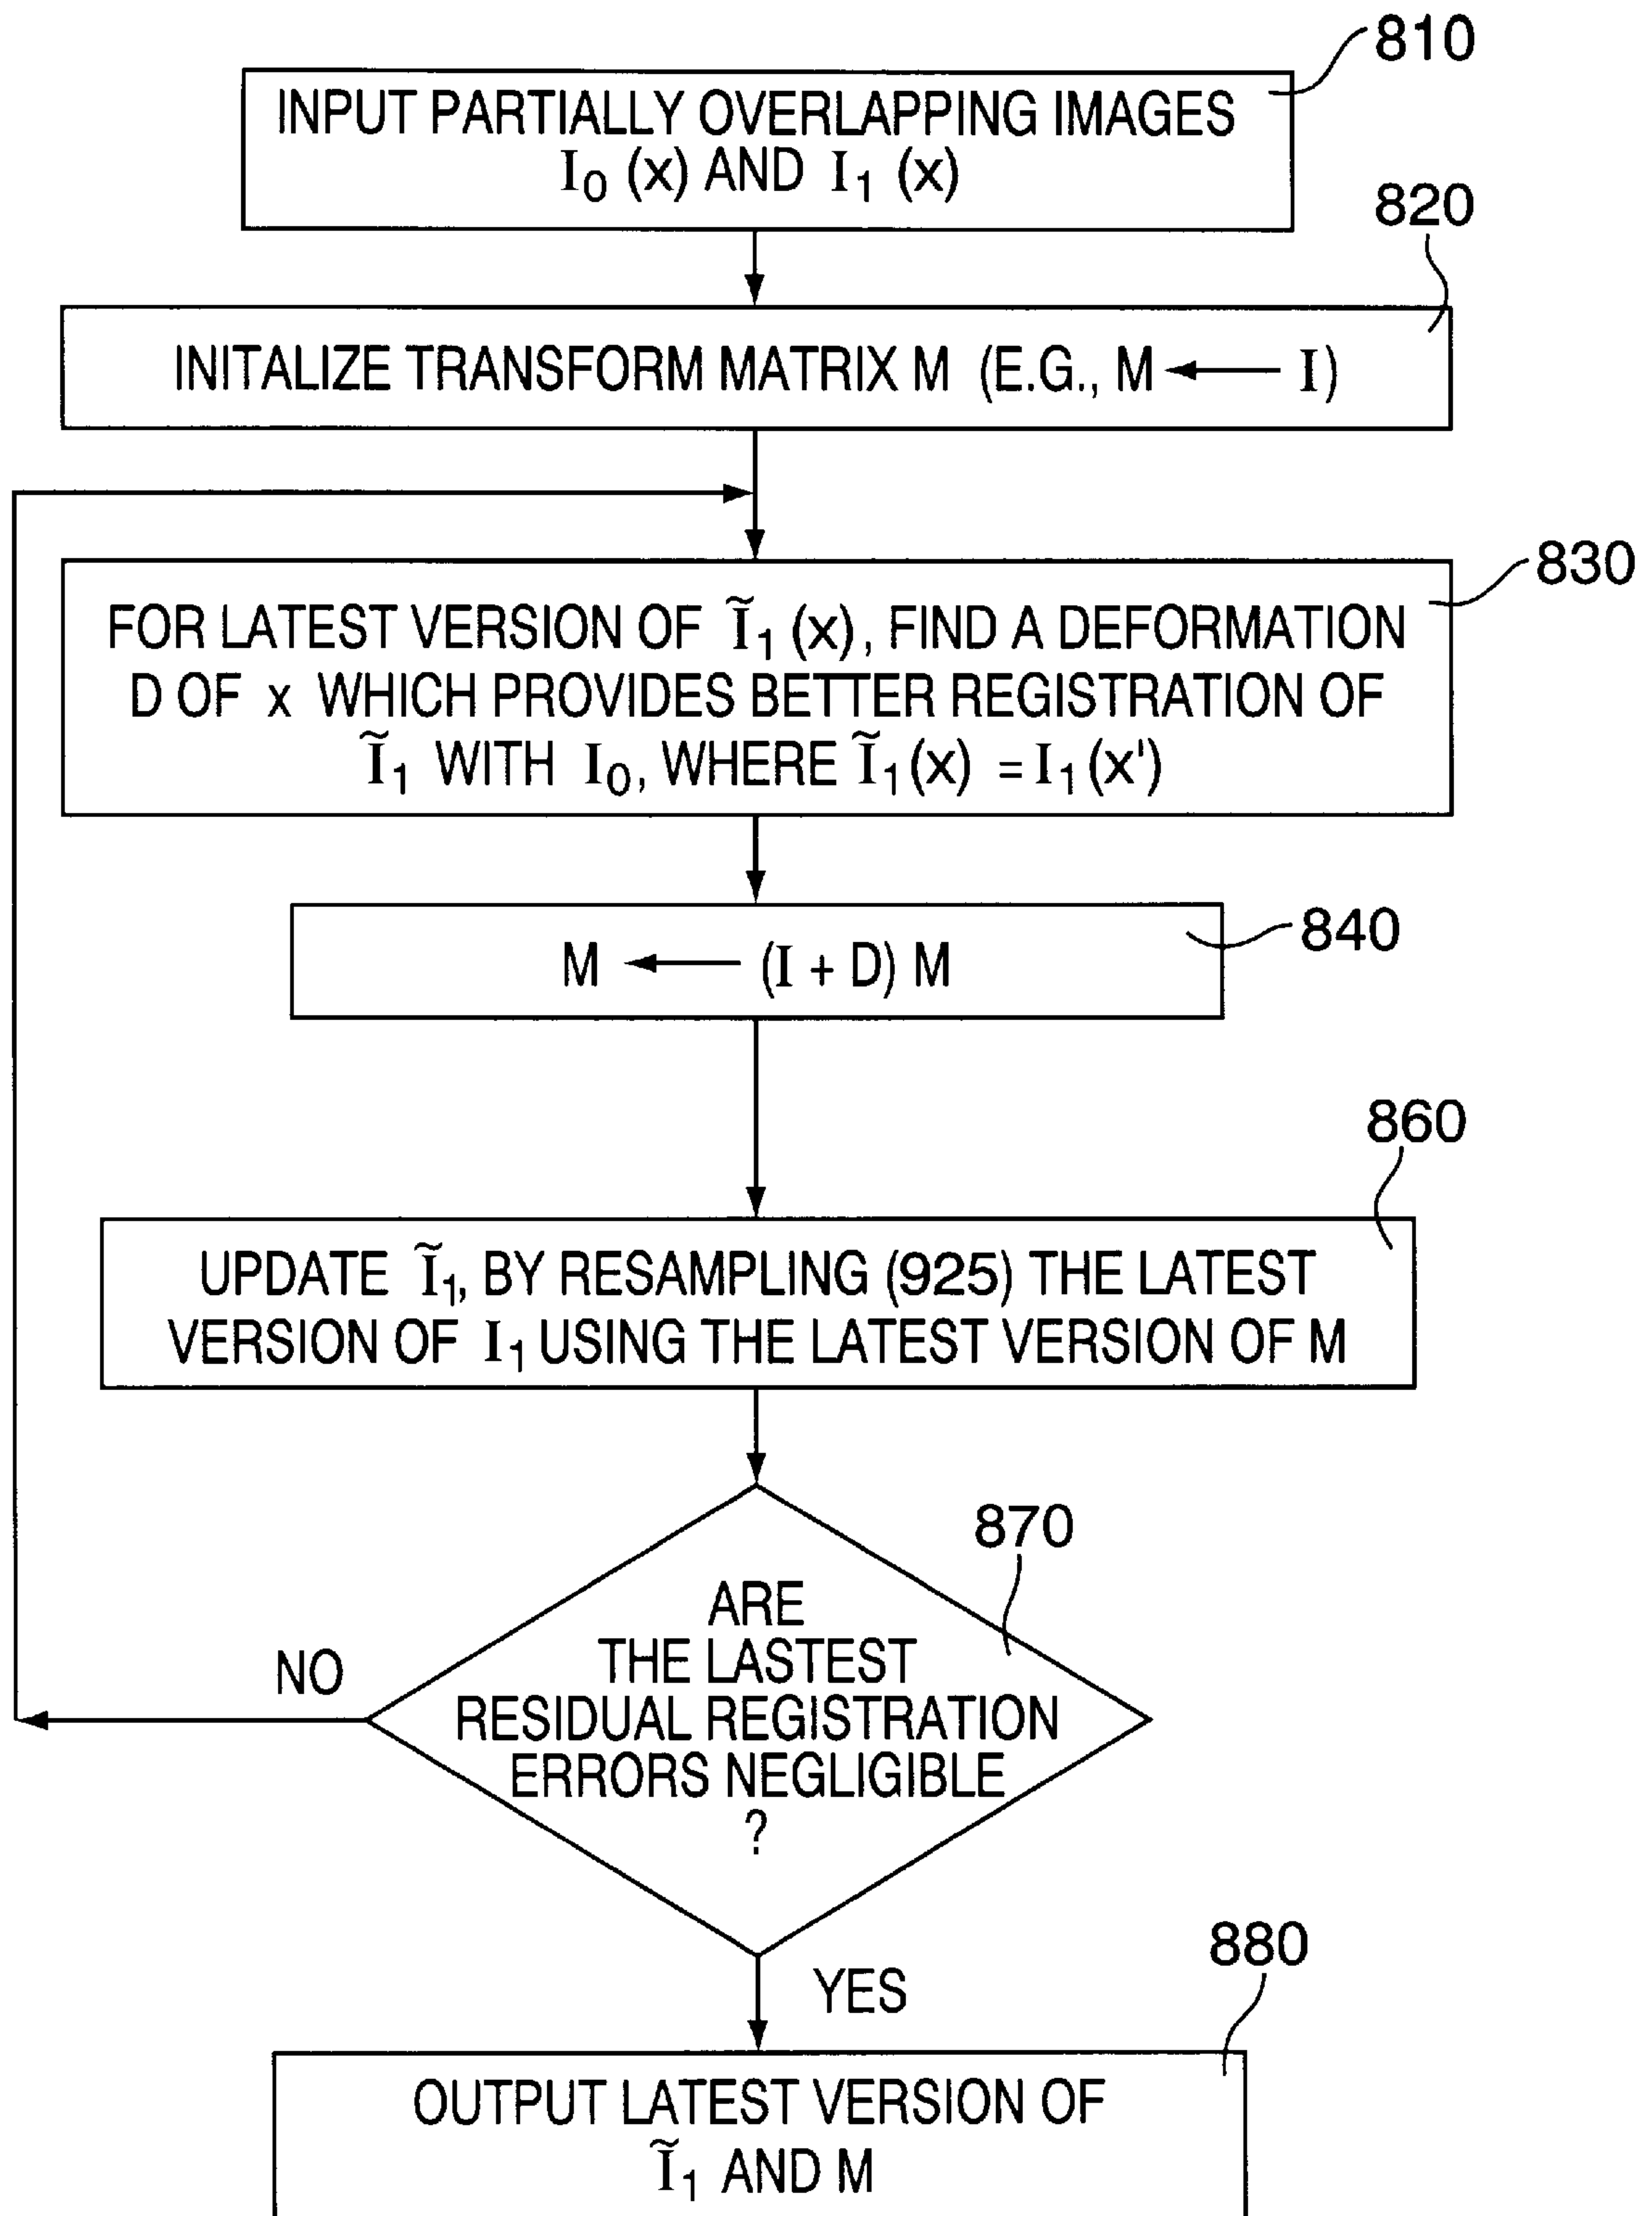 810
INPUT PARTIALLY OVERLAPPING IMAGES
I₀ (x) AND I₁ (x)
820
INITALIZE TRANSFORM MATRIX M (E.G., M ← I)
830
FOR LATEST VERSION OF Ĩ₁ (x), FIND A DEFORMATION
D OF x WHICH PROVIDES BETTER REGISTRATION OF
Ĩ₁ WITH I₀, WHERE Ĩ₁ (x) = I₁ (x')
840
M ← (I + D) M
860
UPDATE Ĩ₁, BY RESAMPLING (925) THE LATEST
VERSION OF I₁ USING THE LATEST VERSION OF M
870
ARE
THE LASTEST
RESIDUAL REGISTRATION
ERRORS NEGLIGIBLE
?
NO
YES
880
OUTPUT LATEST VERSION OF
Ĩ₁ AND M